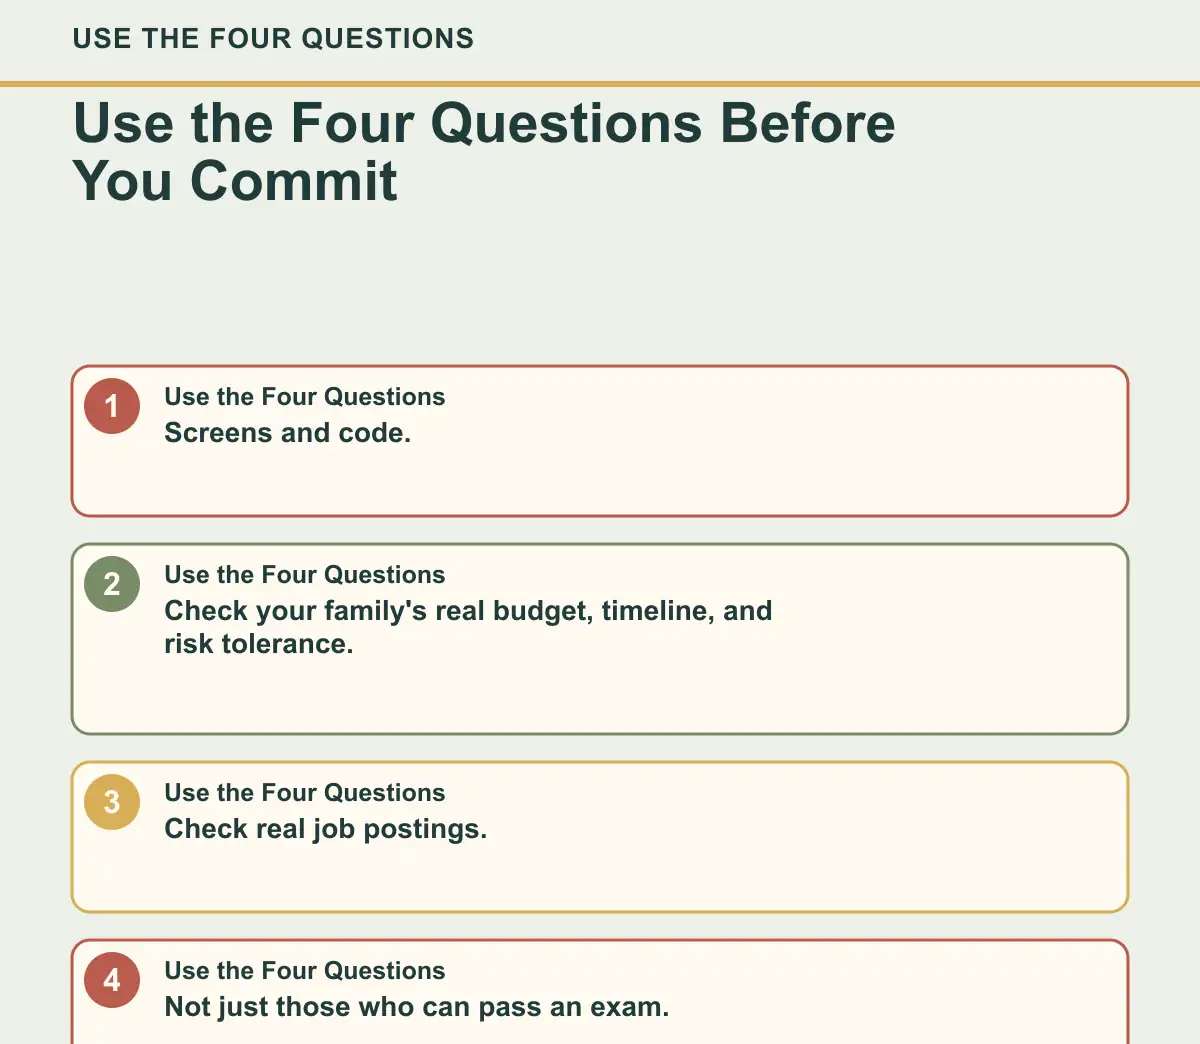 USE THE FOUR QUESTIONS
Use the Four Questions Before
You Commit
1
Use the Four Questions
Screens and code.
2
Use the Four Questions
Check your family's real budget, timeline, and
risk tolerance.
3
Use the Four Questions
Check real job postings.
4
Use the Four Questions
Not just those who can pass an exam.